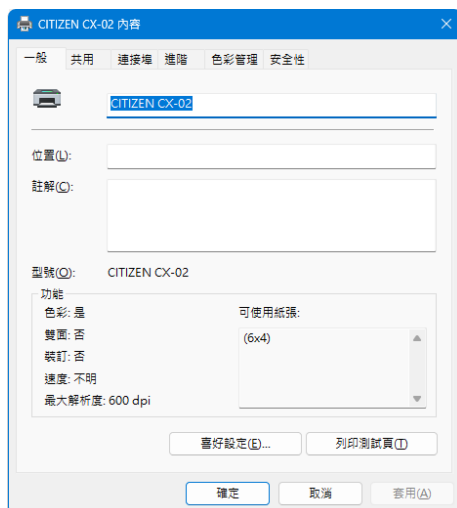 CITIZEN CX-02 內容
一般 共用 連接埠 進階 色彩管理 安全性
CITIZEN CX-02
位置(L):
註解(C):
型號(O): CITIZEN CX-02
功能
色彩: 是
可使用紙張:
雙面: 否
(6x4)
裝訂: 否
速度: 不明
最大解析度: 600 dpi
喜好設定(E)... 列印測試頁(T)
確定 取消 套用(A)